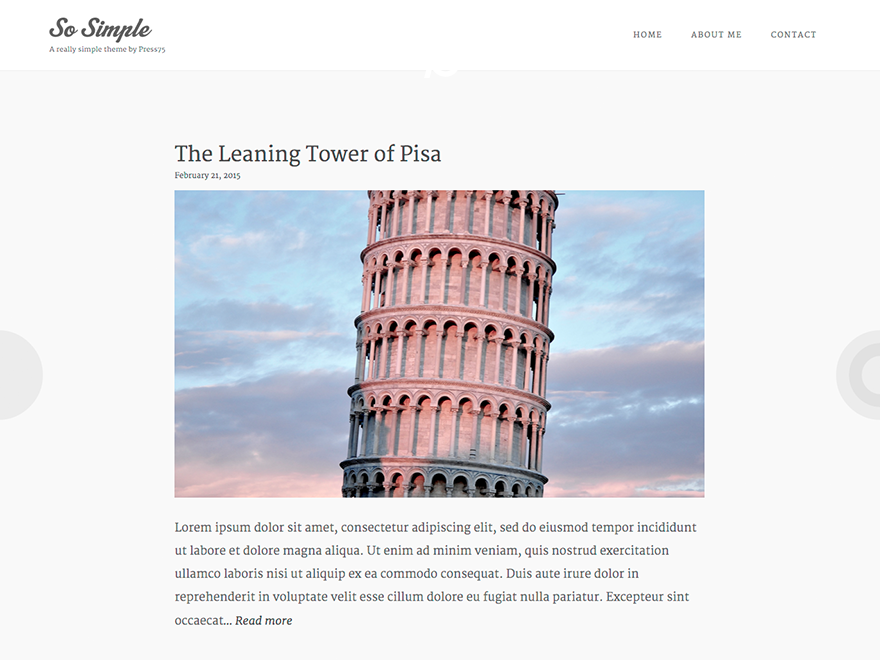 So Simple
A really simple theme by Press75
HOME
ABOUT ME
CONTACT
The Leaning Tower of Pisa
February 21, 2015
Lorem ipsum dolor sit amet, consectetur adipiscing elit, sed do eiusmod tempor incididunt
ut labore et dolore magna aliqua. Ut enim ad minim veniam, quis nostrud exercitation
ullamco laboris nisi ut aliquip ex ea commodo consequat. Duis aute irure dolor in
reprehenderit in voluptate velit esse cillum dolore eu fugiat nulla pariatur. Excepteur sint
occaecat... Read more